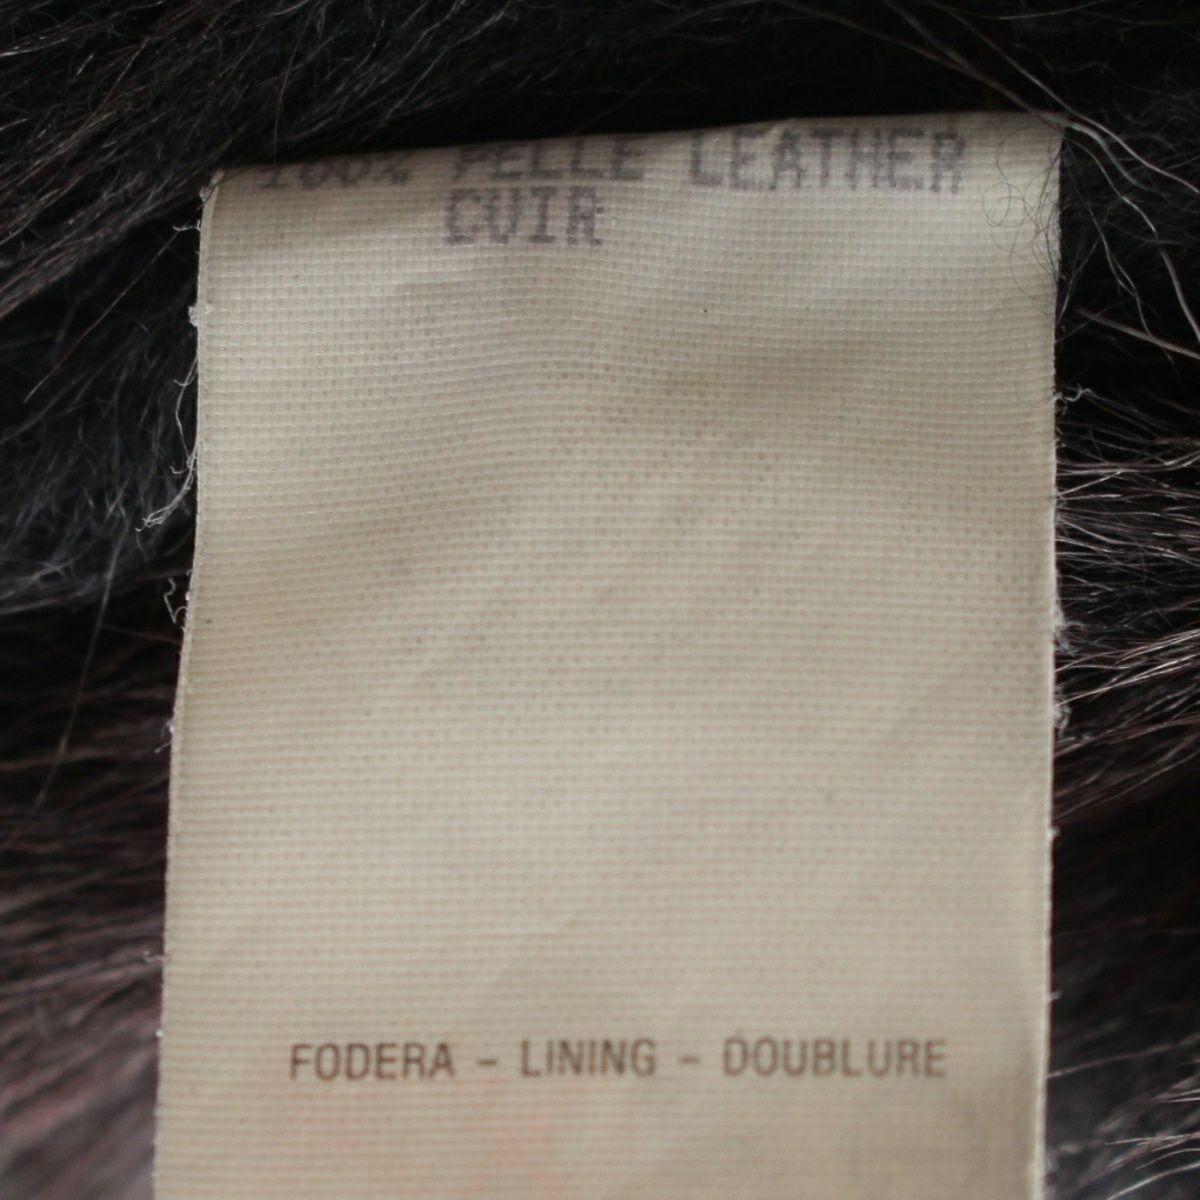 100% PELLE LEATHER
CUIR
FODERA - LINING - DOUBLURE